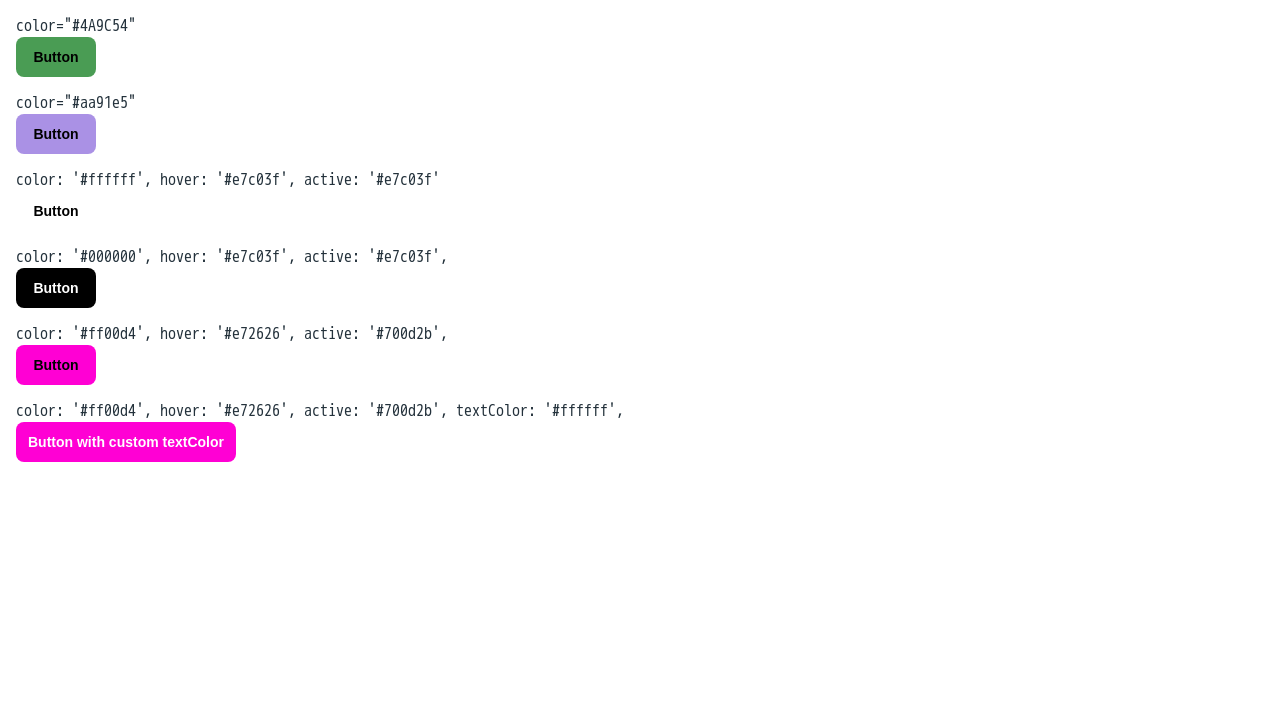 color="#4A9C54"
Button
color="#aa91e5"
Button
color: '#ffffff', hover: '#e7c03f', active: '#e7c03f'
Button
color: '#000000', hover: '#e7c03f', active: '#e7c03f',
Button
color: '#ff00d4', hover: '#e72626', active: '#700d2b',
Button
color: '#ff00d4', hover: '#e72626', active: '#700d2b', textColor: '#ffffff',
Button with custom textColor